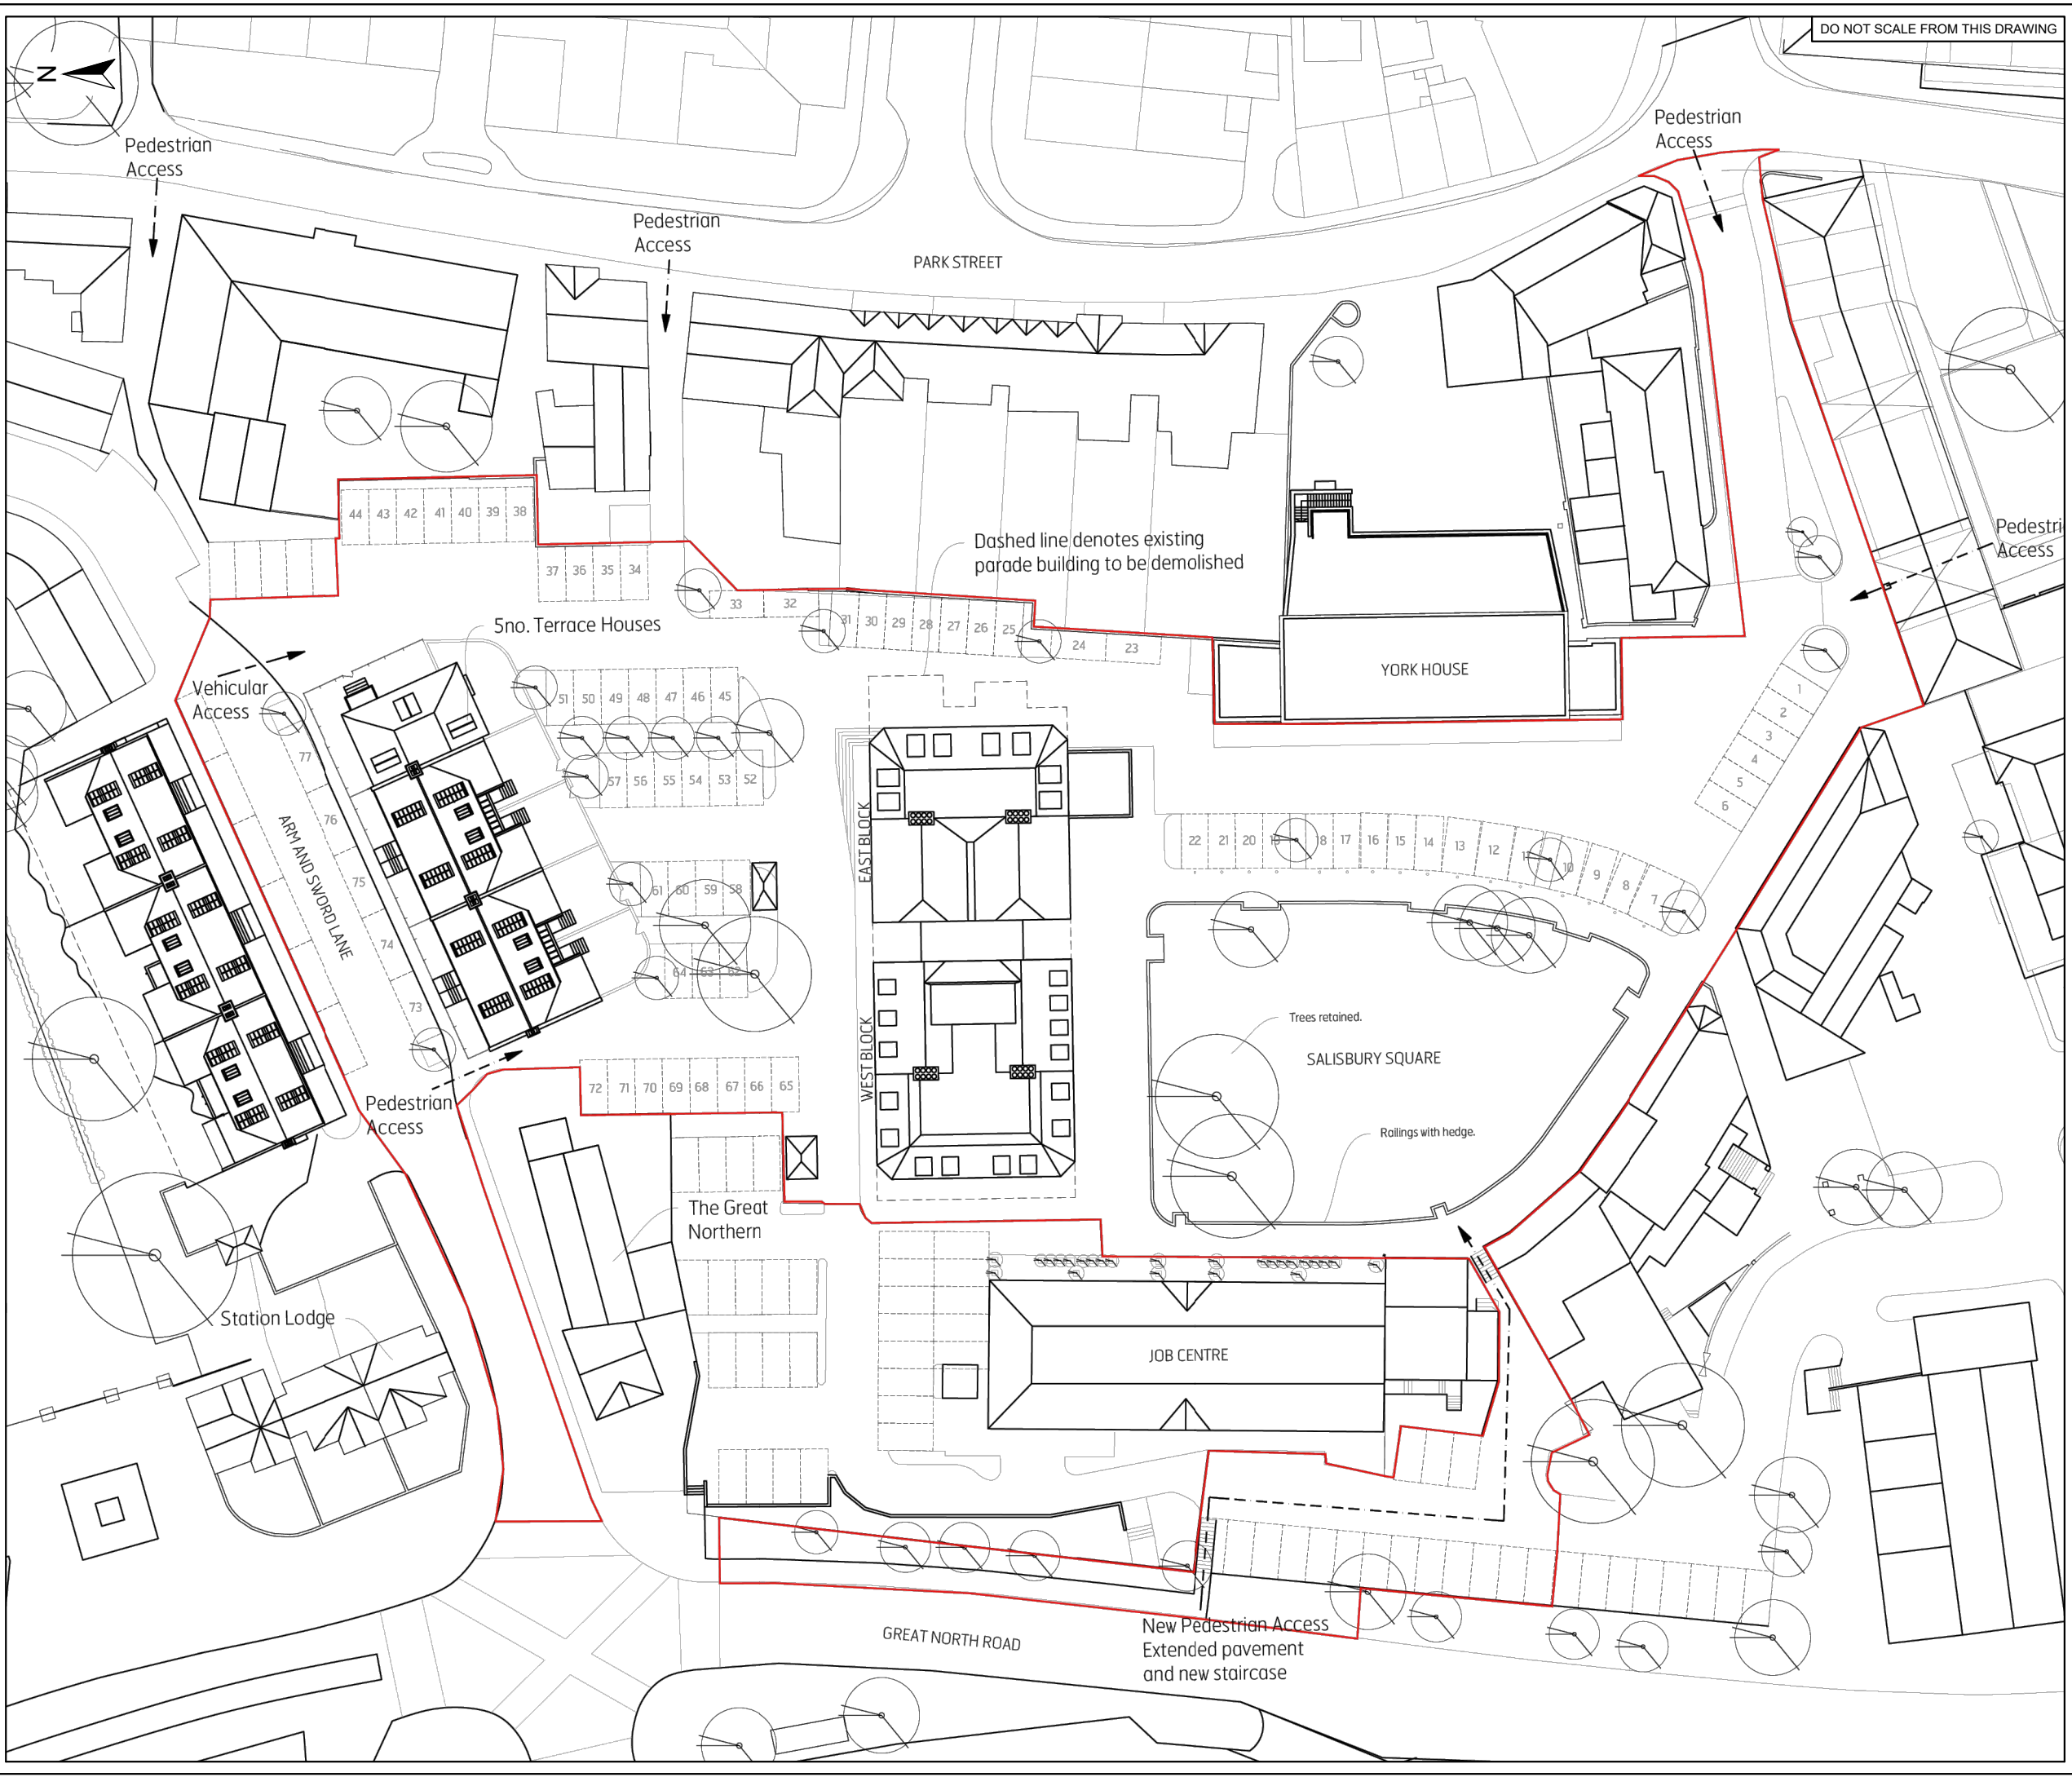 DO NOT SCALE FROM THIS DRAWING
N
Pedestrian
Access
Pedestrian
Access
Pedestrian
Access
PARK STREET
44 43 42 41 40 39 38
Dashed line denotes existing
parade building to be demolished
Pedestri
Access
37 36 35 34
33 32
31 30 29 28 27 26 25
24 23
5no. Terrace Houses
YORK HOUSE
Vehicular
Access
51 50 49 48 47 46 45
57 56 55 54 53 52
1
2
3
4
5
6
77
76
75
74
73
ARM AND SWORD LANE
EAST BLOCK
22 21 20 19 18 17 16 15 14 13 12 11 10 9 8 7
61 60 59 58
64 63 62
WEST BLOCK
Trees retained.
SALISBURY SQUARE
Railings with hedge.
72 71 70 69 68 67 66 65
Pedestrian
Access
The Great
Northern
Station Lodge
JOB CENTRE
GREAT NORTH ROAD
New Pedestrian Access
Extended pavement
and new staircase